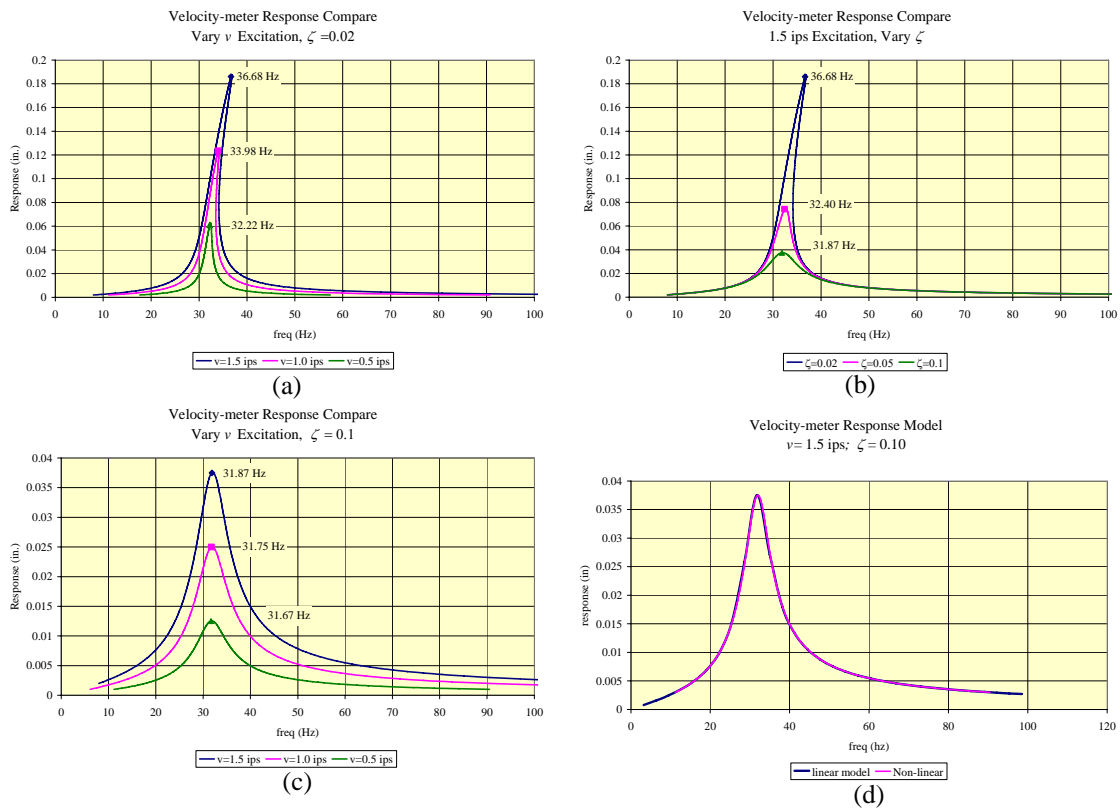 Velocity-meter Response Compare
Vary v Excitation, ζ =0.02
0.2
0.18
0.16
0.14
0.12
0.1
0.08
0.06
0.04
0.02
0
Response (in.)
36.68 Hz
33.98 Hz
32.22 Hz
0 10 20 30 40 50 60 70 80 90 100
freq (Hz)
v=1.5 ips v=1.0 ips v=0.5 ips
(a)
Velocity-meter Response Compare
1.5 ips Excitation, Vary ζ
0.2
0.18
0.16
0.14
0.12
0.1
0.08
0.06
0.04
0.02
0
Response (in.)
36.68 Hz
32.40 Hz
31.87 Hz
0 10 20 30 40 50 60 70 80 90 100
freq (Hz)
ζ=0.02 ζ=0.05 ζ=0.1
(b)
Velocity-meter Response Compare
Vary v Excitation, ζ = 0.1
0.04
0.035
0.03
0.025
0.02
0.015
0.01
0.005
0
Response (in.)
31.87 Hz
31.75 Hz
31.67 Hz
0 10 20 30 40 50 60 70 80 90 100
freq (Hz)
v=1.5 ips v=1.0 ips v=0.5 ips
(c)
Velocity-meter Response Model
v= 1.5 ips; ζ = 0.10
0.04
0.035
0.03
0.025
0.02
0.015
0.01
0.005
0
response (in)
0 20 40 60 80 100 120
freq (hz)
linear model Non-linear
(d)